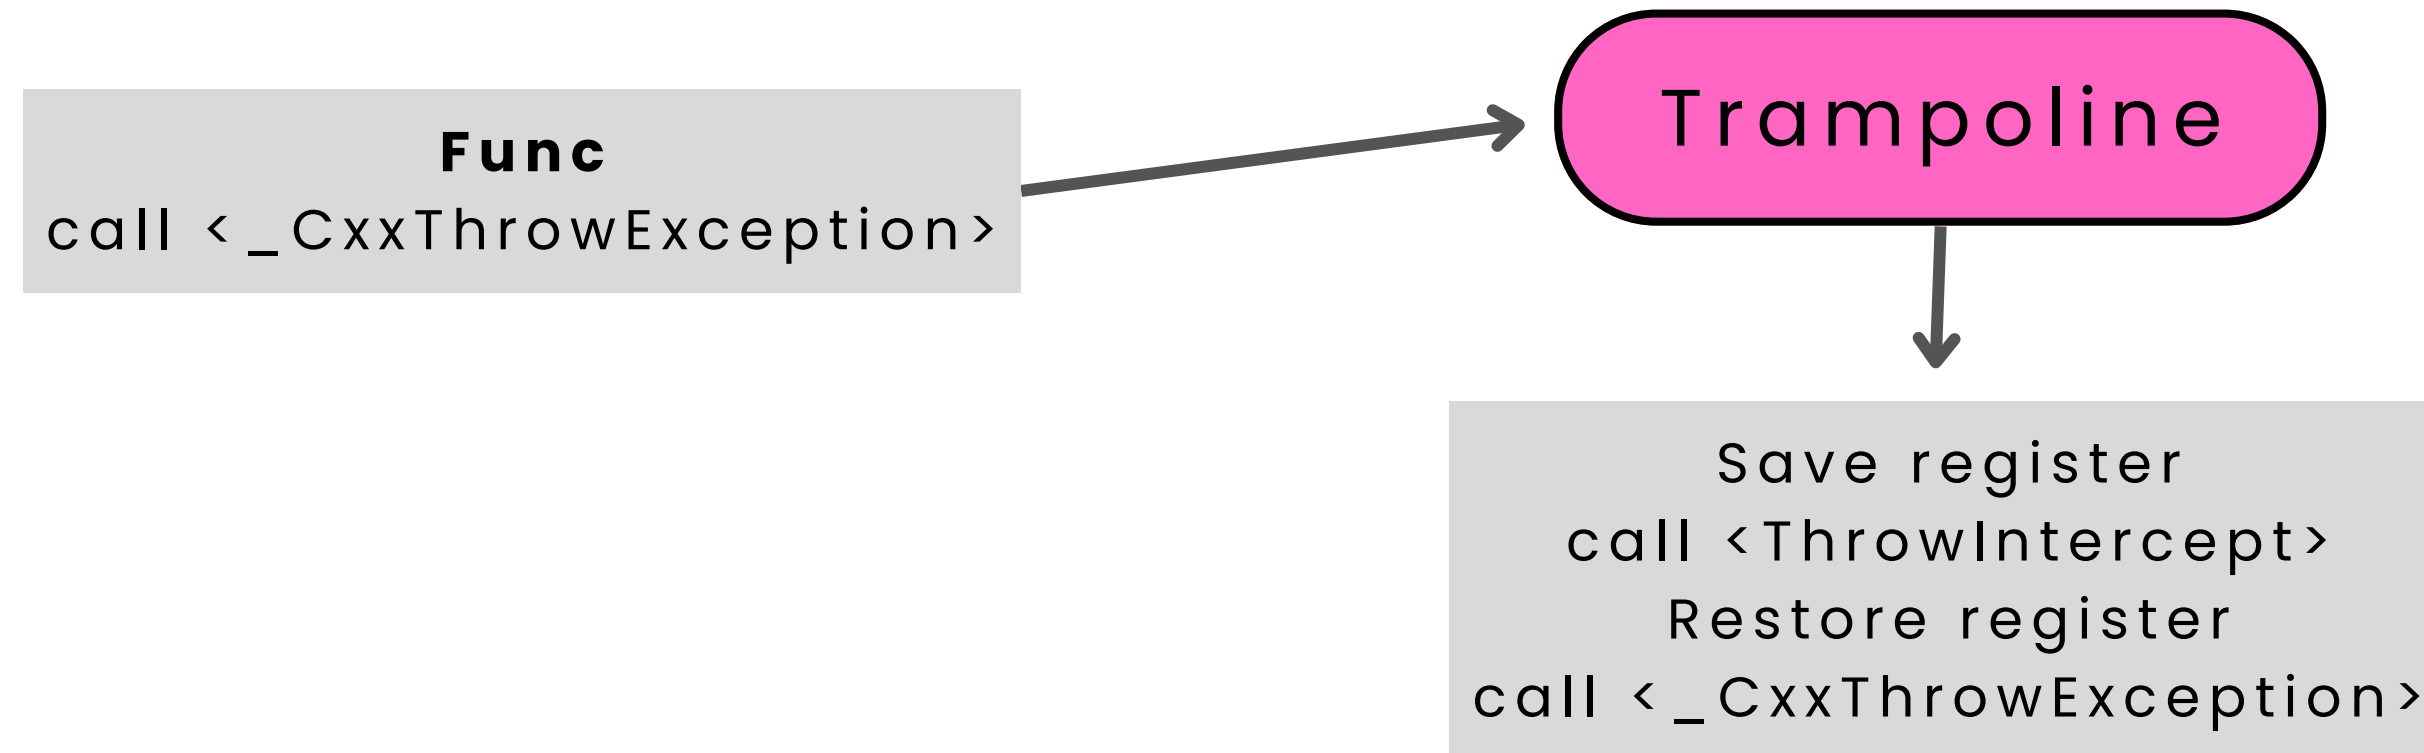 Func
call <_CxxThrowException>
Trampoline
Save register
call <ThrowIntercept>
Restore register
call <_CxxThrowException>